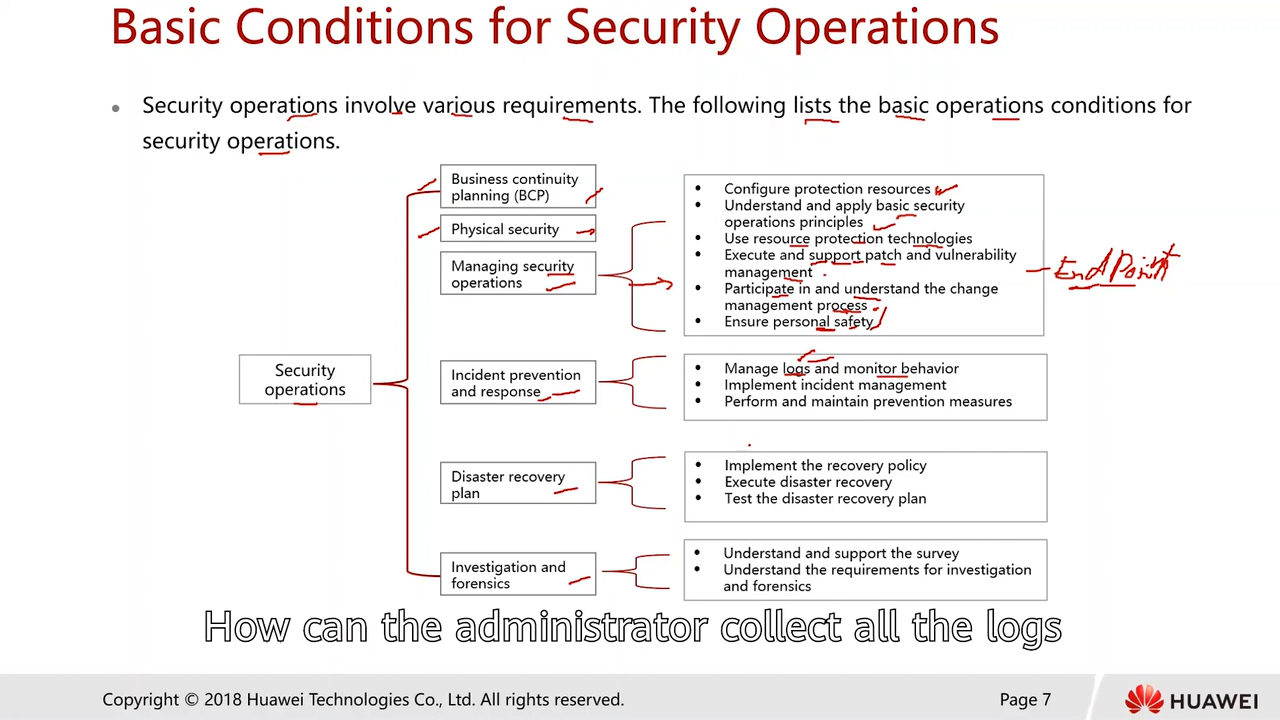 Basic Conditions for Security Operations
• Security operations involve various requirements. The following lists the basic operations conditions for
security operations.
Security
operations
Business continuity
planning (BCP)
Physical security
Managing security
operations
• Configure protection resources
• Understand and apply basic security
operations principles
• Use resource protection technologies
• Execute and support patch and vulnerability
management
• Participate in and understand the change
management process
• Ensure personal safety
End Point
Incident prevention
and response
• Manage logs and monitor behavior
• Implement incident management
• Perform and maintain prevention measures
Disaster recovery
plan
• Implement the recovery policy
• Execute disaster recovery
• Test the disaster recovery plan
Investigation and
forensics
• Understand and support the survey
• Understand the requirements for investigation
and forensics
How can the administrator collect all the logs
Copyright © 2018 Huawei Technologies Co., Ltd. All rights reserved.
Page 7
HUAWEI